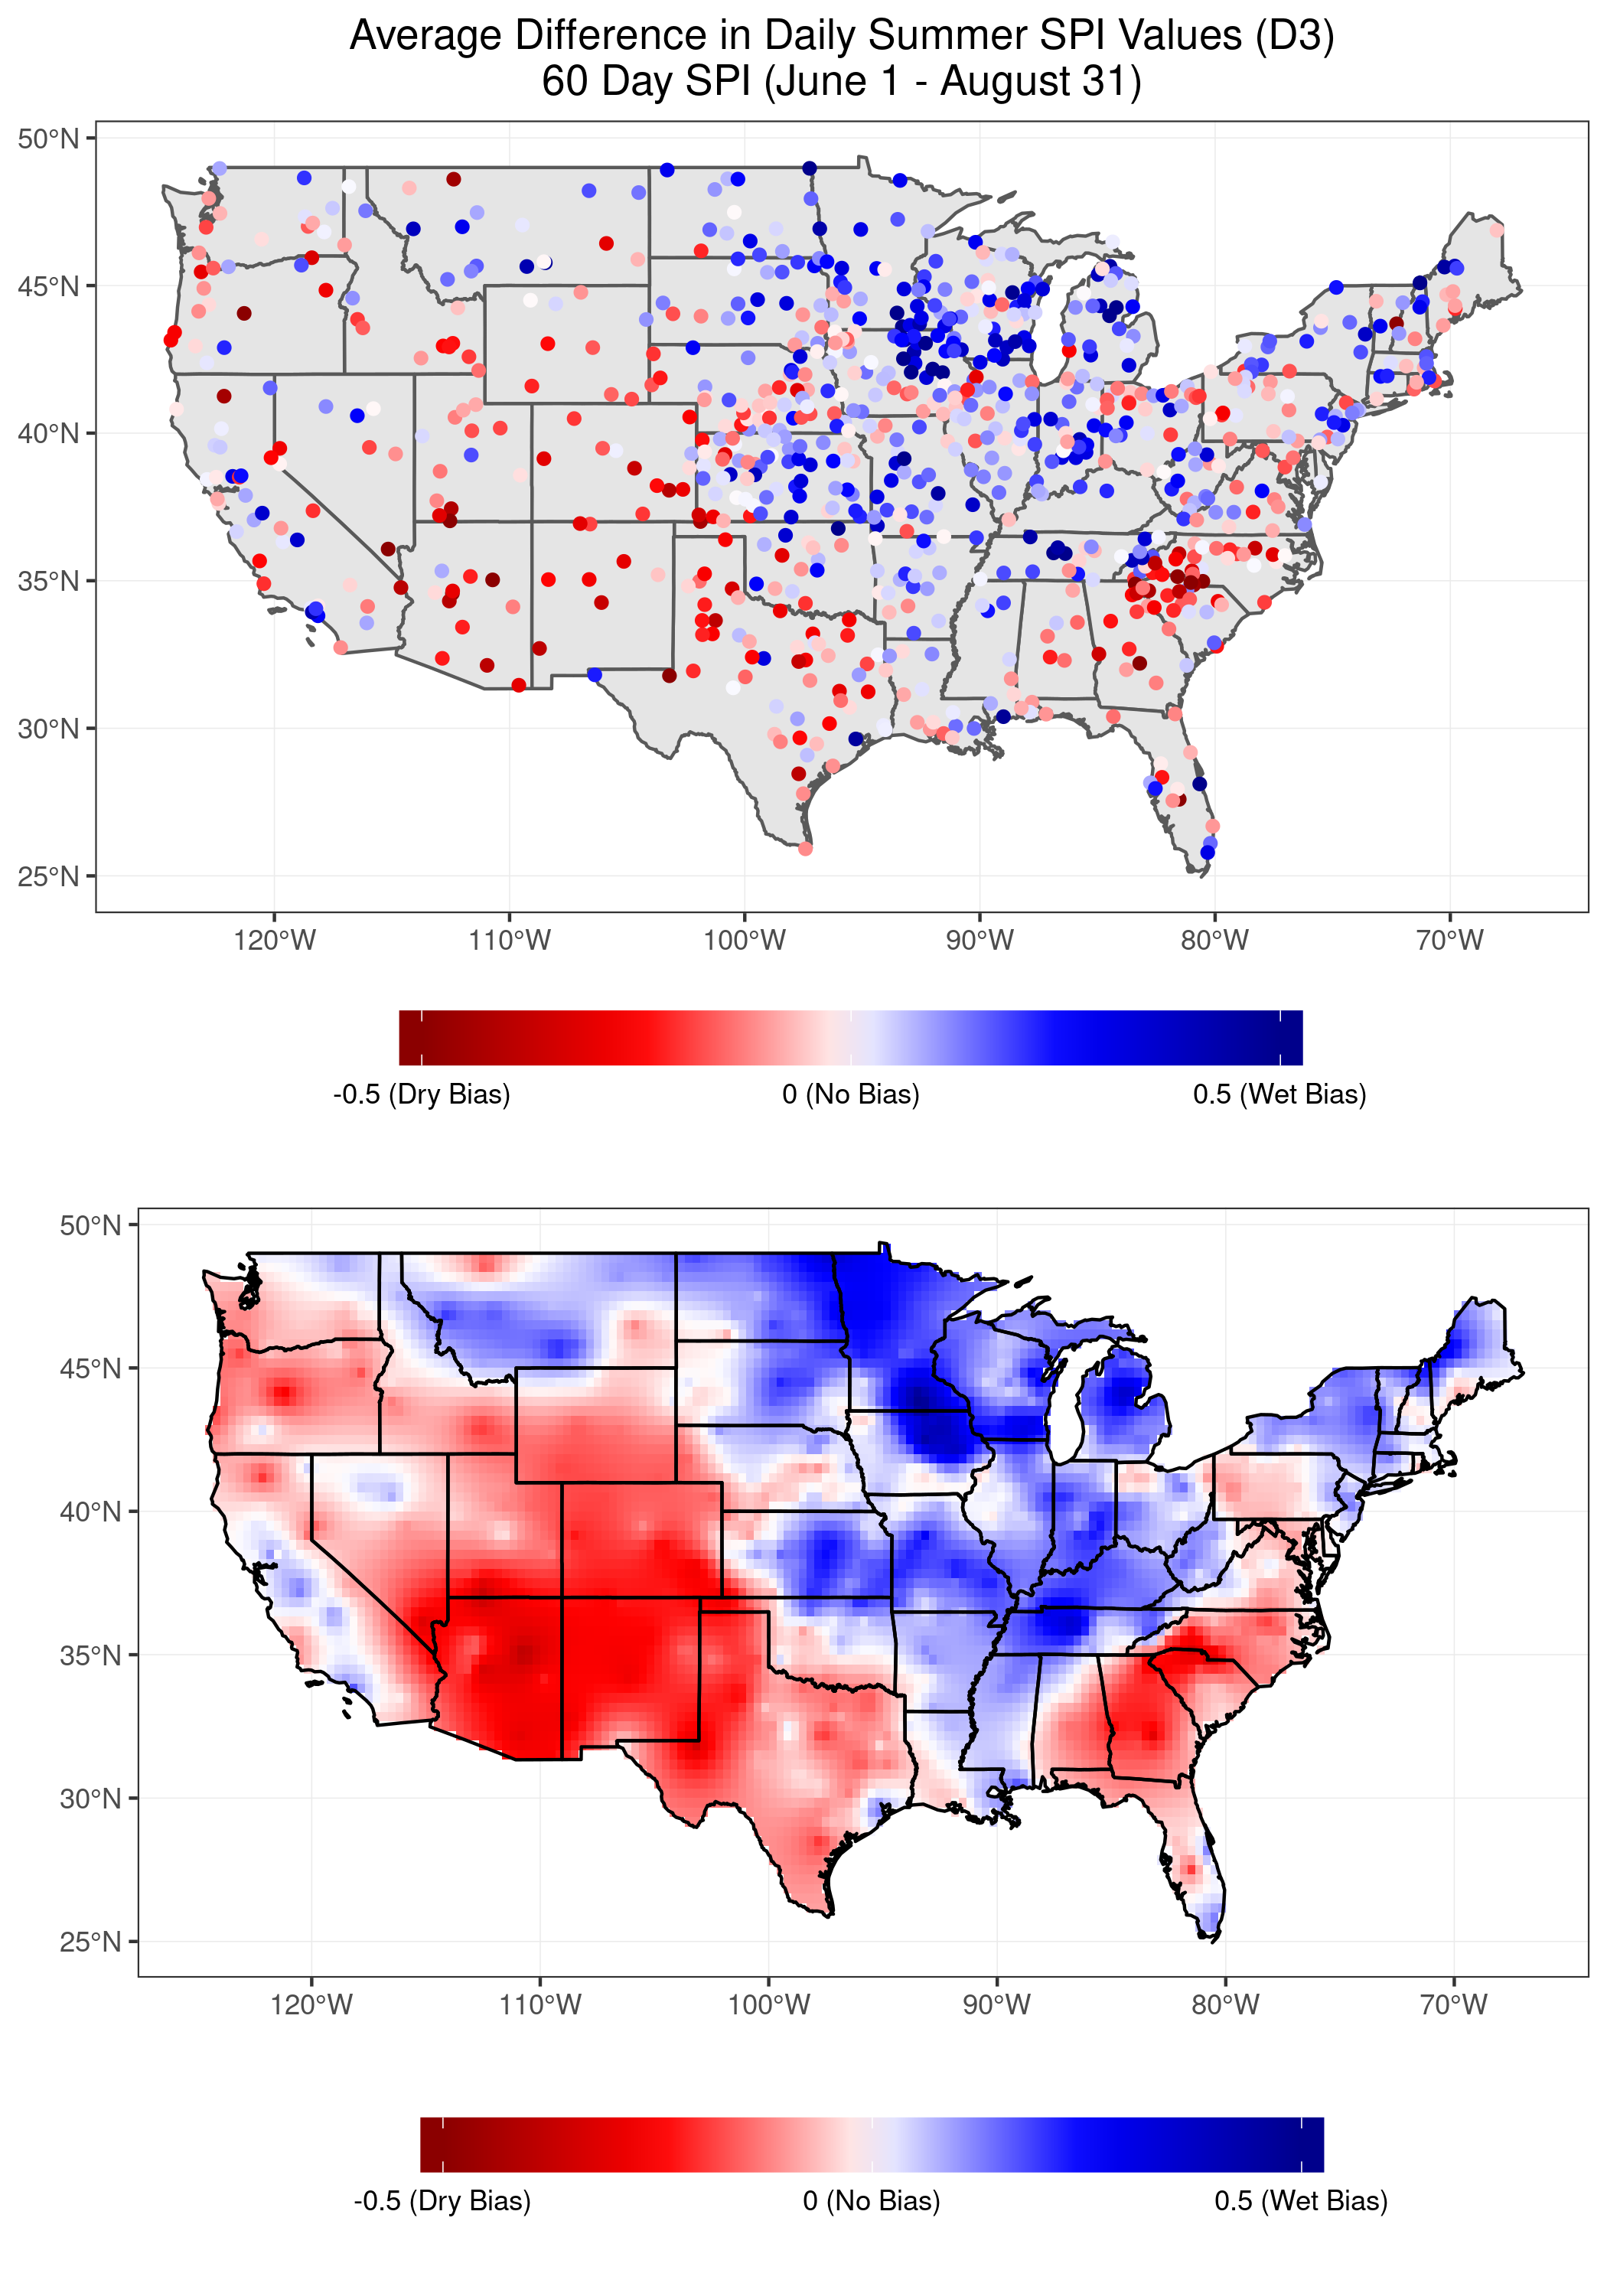 Average Difference in Daily Summer SPI Values (D3)
60 Day SPI (June 1 - August 31)
50°N
45°N
40°N
35°N
30°N
25°N
120°W 110°W 100°W 90°W 80°W 70°W
-0.5 (Dry Bias) 0 (No Bias) 0.5 (Wet Bias)
50°N
45°N
40°N
35°N
30°N
25°N
120°W 110°W 100°W 90°W 80°W 70°W
-0.5 (Dry Bias) 0 (No Bias) 0.5 (Wet Bias)